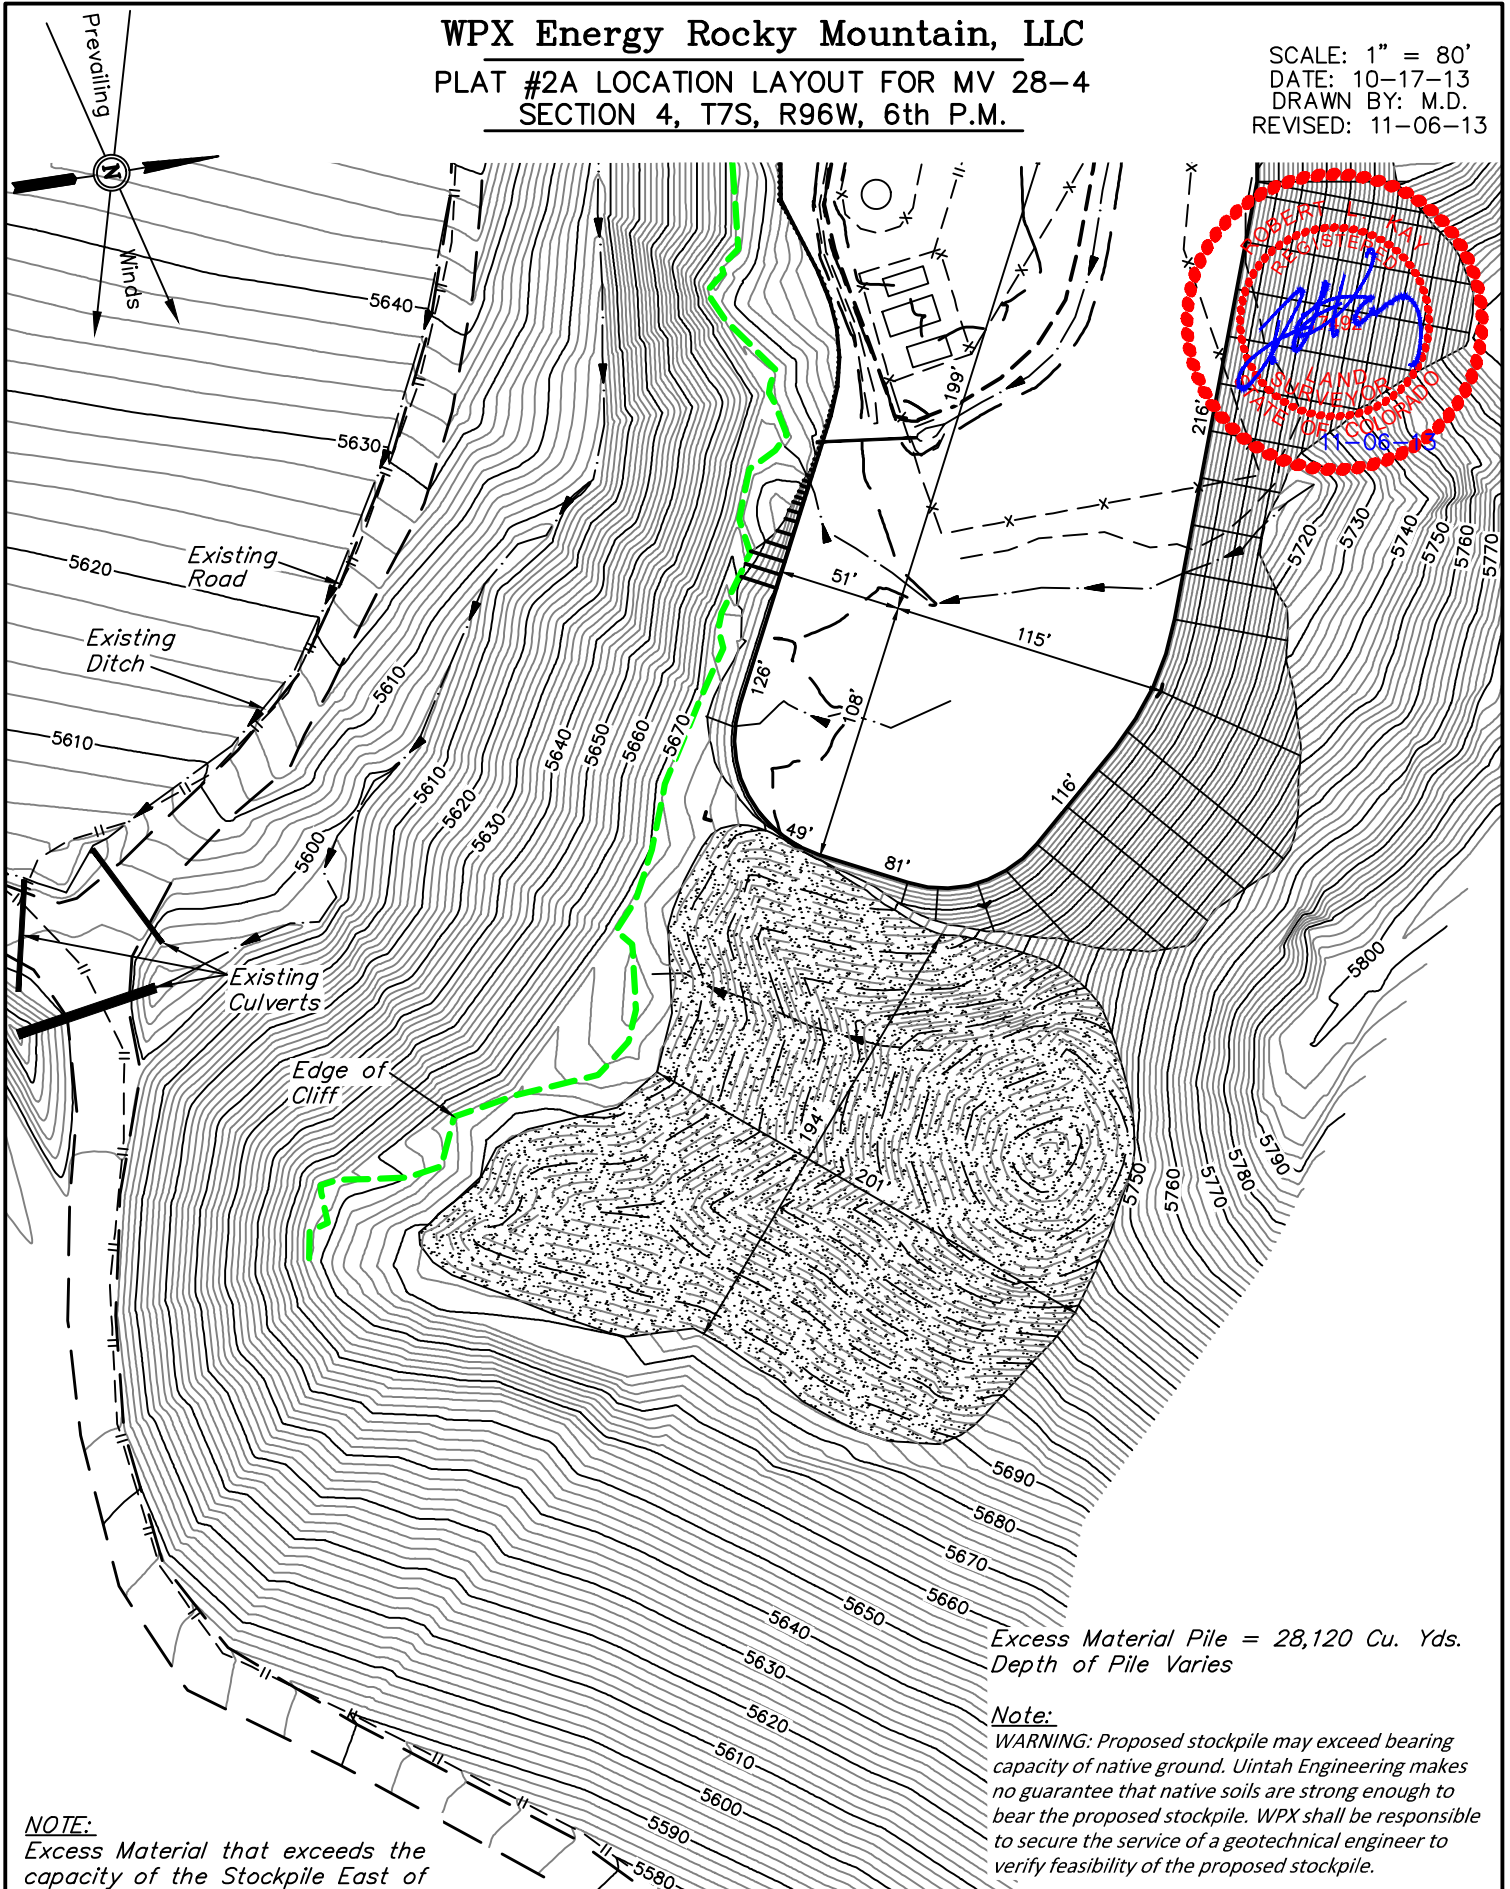 WPX Energy Rocky Mountain, LLC
PLAT #2A LOCATION LAYOUT FOR MV 28-4
SECTION 4, T7S, R96W, 6th P.M.
SCALE: 1" = 80'
DATE: 10-17-13
DRAWN BY: M.D.
REVISED: 11-06-13
Prevailing
N
Winds
ROBERT L. KAY
REGISTERED
LAND
SURVEYOR
STATE OF COLORADO
11-06-13
5640
5630
5620
5610
Existing
Road
Existing
Ditch
199'
216'
51'
115'
126'
108'
116'
49'
81'
5720
5730
5740
5750
5760
5770
5610
5640
5650
5660
5670
5610
5620
5630
5600
Existing
Culverts
5800
Edge of
Cliff
194'
201'
5750
5760
5770
5780
5790
5690
5680
5670
5660
5650
5640
5630
5620
5610
5600
5590
5580
Excess Material Pile = 28,120 Cu. Yds.
Depth of Pile Varies
Note:
WARNING: Proposed stockpile may exceed bearing
capacity of native ground. Uintah Engineering makes
no guarantee that native soils are strong enough to
bear the proposed stockpile. WPX shall be responsible
to secure the service of a geotechnical engineer to
verify feasibility of the proposed stockpile.
NOTE:
Excess Material that exceeds the
capacity of the Stockpile East of